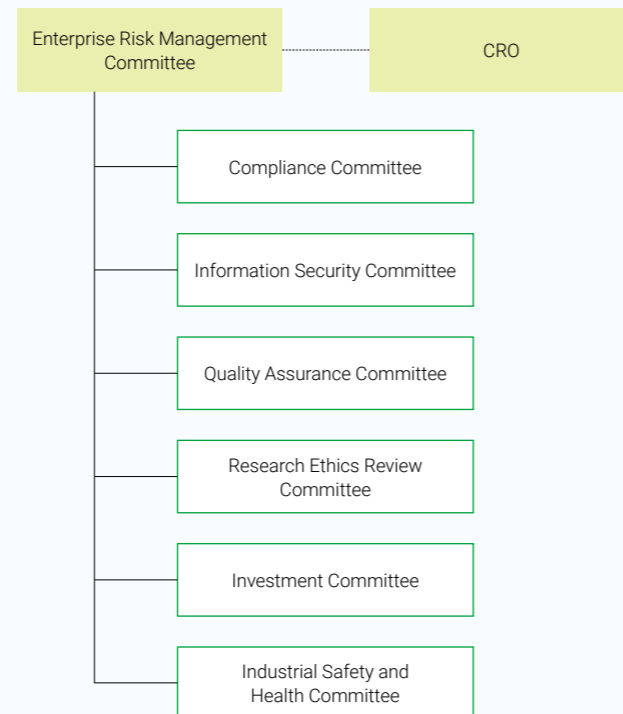 Enterprise Risk Management
Committee
CRO
Compliance Committee
Information Security Committee
Quality Assurance Committee
Research Ethics Review
Committee
Investment Committee
Industrial Safety and
Health Committee